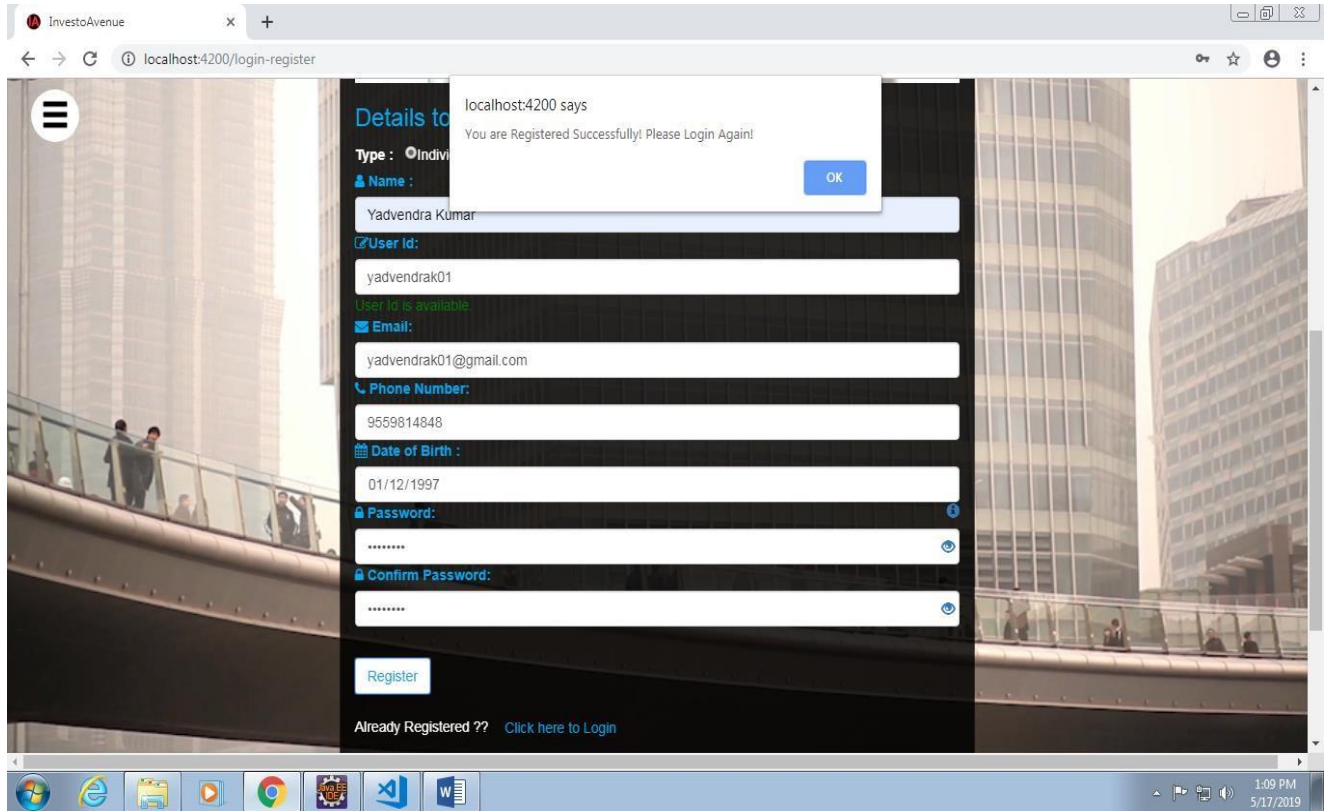 InvestoAvenue
localhost:4200/login-register
localhost:4200 says
You are Registered Successfully! Please Login Again!
OK
Details to
Type : Indivi
Name :
Yadvendra Kumar
User Id:
yadvendrak01
User Id is available.
Email:
yadvendrak01@gmail.com
Phone Number:
9559814848
Date of Birth :
01/12/1997
Password:
••••••••
Confirm Password:
••••••••
Register
Already Registered ?? Click here to Login
Java EE
IDE
W
1:09 PM
5/17/2019